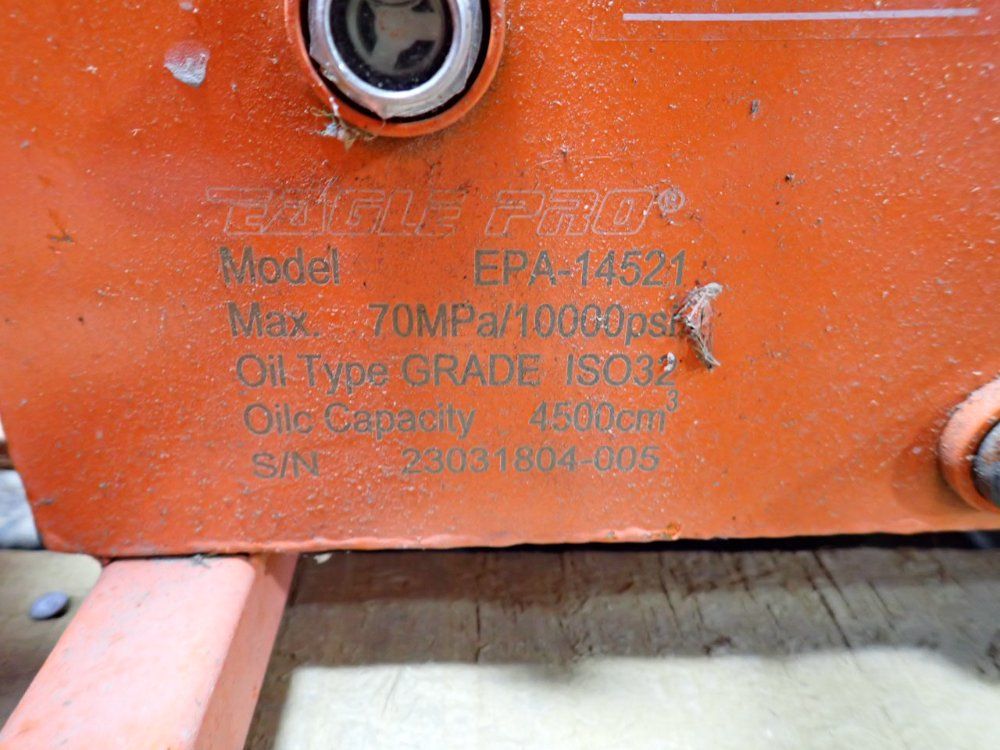 EAGLE PRO®
Model EPA-14521
Max. 70MPa/10000psi
Oil Type GRADE ISO32
Oilc Capacity 4500cm³
S/N 23031804-005